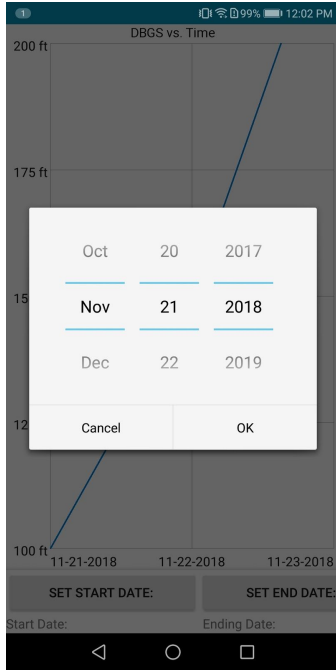 1 99% 12:02 PM
DBGS vs. Time
200 ft
175 ft
Oct 20 2017
15
Nov 21 2018
Dec 22 2019
12
Cancel OK
100 ft
11-21-2018 11-22-2018 11-23-2018
SET START DATE: SET END DATE:
Start Date: Ending Date: